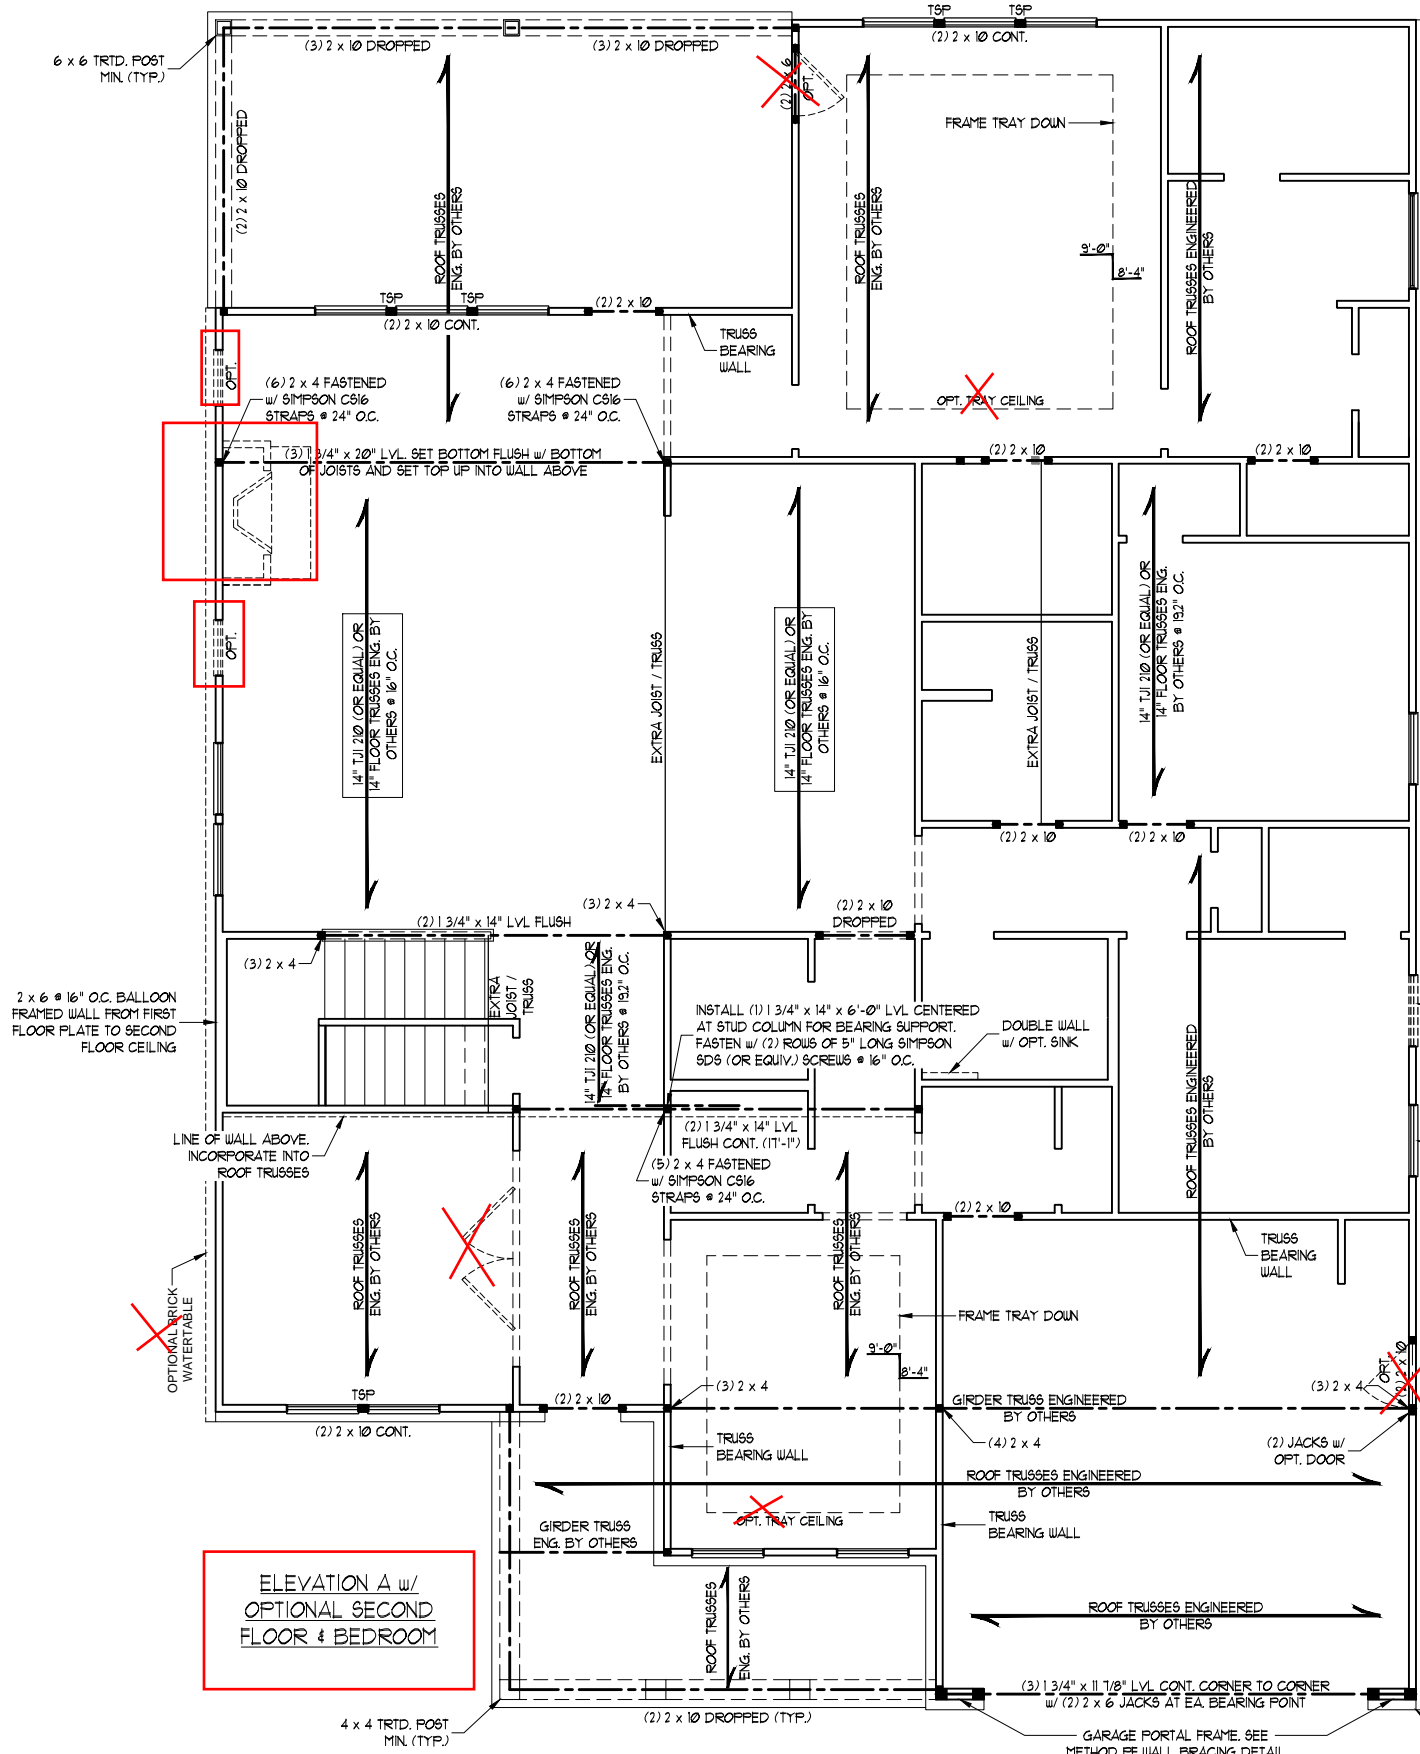 TSP
TSP
(2) 2 x 10 CONT.
(3) 2 x 10 DROPPED
(3) 2 x 10 DROPPED
6 x 6 TRTD. POST
MIN. (TYP.)
(2) 2 x 10 DROPPED
ROOF TRUSSES
ENG. BY OTHERS
OPT.
FRAME TRAY DOWN
ROOF TRUSSES
ENG. BY OTHERS
ROOF TRUSSES ENGINEERED
BY OTHERS
9'-0"
8'-4"
TSP
TSP
(2) 2 x 10 CONT.
(2) 2 x 10
TRUSS
BEARING
WALL
OPT.
(6) 2 x 4 FASTENED
w/ SIMPSON CS16
STRAPS @ 24" O.C.
(6) 2 x 4 FASTENED
w/ SIMPSON CS16
STRAPS @ 24" O.C.
OPT. TRAY CEILING
(3) 1 3/4" x 20" LVL. SET BOTTOM FLUSH w/ BOTTOM
OF JOISTS AND SET TOP UP INTO WALL ABOVE
(2) 2 x 10
(2) 2 x 10
OPT.
14" TJI 210 (OR EQUAL) OR
14" FLOOR TRUSSES ENG. BY
OTHERS @ 16" O.C.
EXTRA JOIST / TRUSS
14" TJI 210 (OR EQUAL) OR
14" FLOOR TRUSSES ENG. BY
OTHERS @ 16" O.C.
EXTRA JOIST / TRUSS
14" TJI 210 (OR EQUAL) OR
14" FLOOR TRUSSES ENG.
BY OTHERS @ 19.2" O.C.
(2) 2 x 10
(2) 2 x 10
(3) 2 x 4
(2) 2 x 10
DROPPED
(2) 1 3/4" x 14" LVL FLUSH
(3) 2 x 4
EXTRA
JOIST /
TRUSS
14" TJI 210 (OR EQUAL) OR
14" FLOOR TRUSSES ENG.
BY OTHERS @ 19.2" O.C.
2 x 6 @ 16" O.C. BALLOON
FRAMED WALL FROM FIRST
FLOOR PLATE TO SECOND
FLOOR CEILING
INSTALL (1) 1 3/4" x 14" x 6'-0" LVL CENTERED
AT STUD COLUMN FOR BEARING SUPPORT.
FASTEN w/ (2) ROWS OF 5" LONG SIMPSON
SDS (OR EQUIV.) SCREWS @ 16" O.C.
DOUBLE WALL
w/ OPT. SINK
ROOF TRUSSES ENGINEERED
BY OTHERS
LINE OF WALL ABOVE.
INCORPORATE INTO
ROOF TRUSSES
(2) 1 3/4" x 14" LVL
FLUSH CONT. (17'-1")
(5) 2 x 4 FASTENED
w/ SIMPSON CS16
STRAPS @ 24" O.C.
ROOF TRUSSES
ENG. BY OTHERS
ROOF TRUSSES
ENG. BY OTHERS
ROOF TRUSSES
ENG. BY OTHERS
(2) 2 x 10
TRUSS
BEARING
WALL
OPTIONAL BRICK
WATERTABLE
FRAME TRAY DOWN
9'-0"
8'-4"
OPT.
(2) 2 x 10
(3) 2 x 4
TSP
(2) 2 x 10 CONT.
(2) 2 x 10
(3) 2 x 4
GIRDER TRUSS ENGINEERED
BY OTHERS
(4) 2 x 4
(2) JACKS w/
OPT. DOOR
TRUSS
BEARING WALL
ROOF TRUSSES ENGINEERED
BY OTHERS
OPT. TRAY CEILING
TRUSS
BEARING WALL
GIRDER TRUSS
ENG. BY OTHERS
ELEVATION A w/
OPTIONAL SECOND
FLOOR & BEDROOM
ROOF TRUSSES
ENG. BY OTHERS
ROOF TRUSSES ENGINEERED
BY OTHERS
(3) 1 3/4" x 11 7/8" LVL CONT. CORNER TO CORNER
w/ (2) 2 x 6 JACKS AT EA. BEARING POINT
(2) 2 x 10 DROPPED (TYP.)
4 x 4 TRTD. POST
MIN. (TYP.)
GARAGE PORTAL FRAME. SEE
METHOD PF WALL BRACING DETAIL